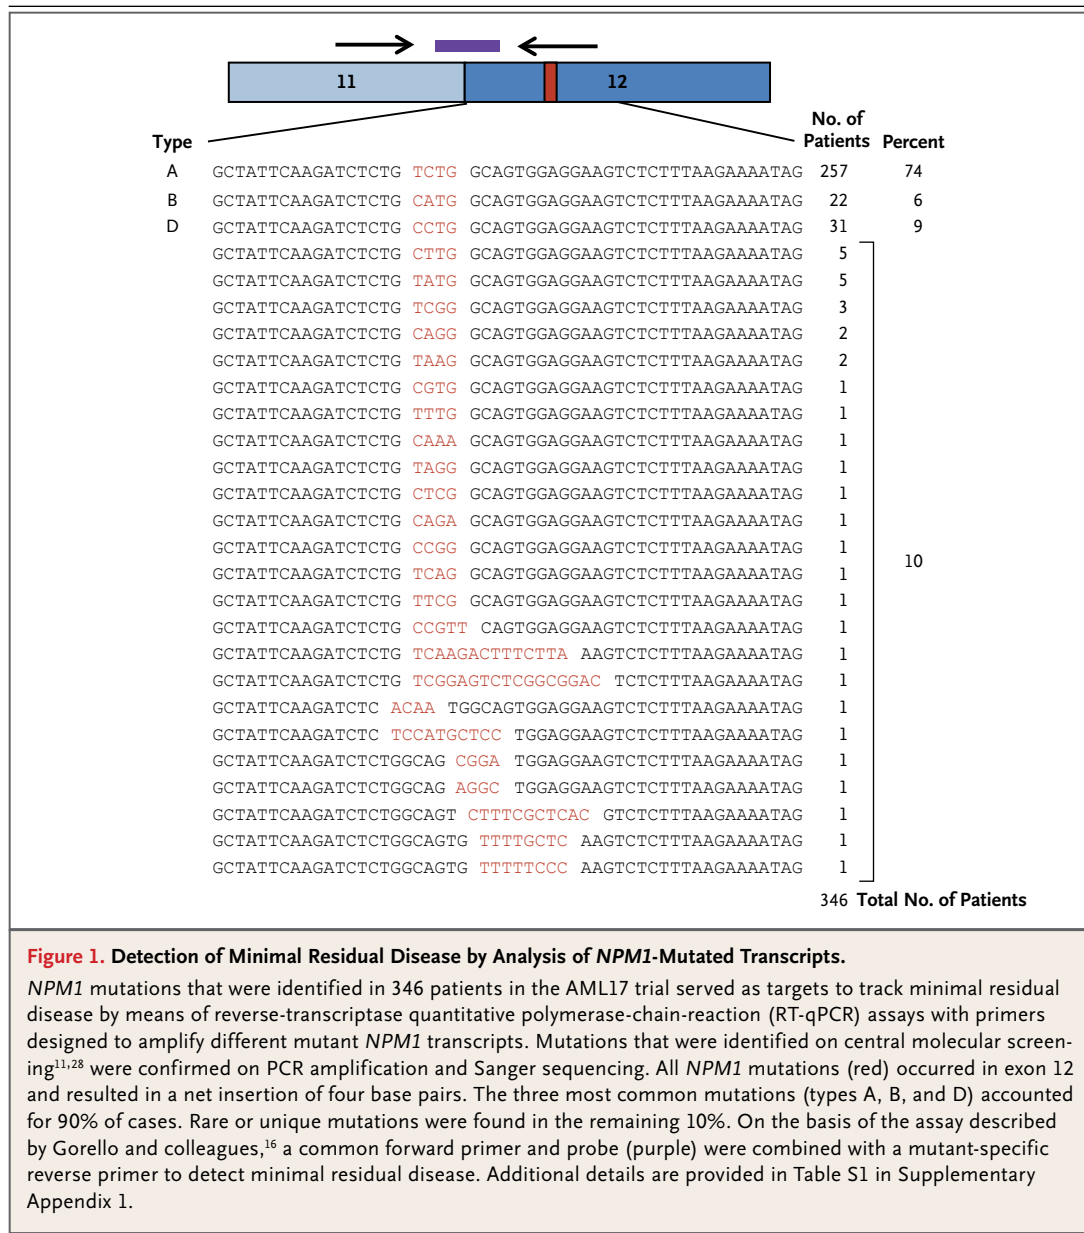 11 12
Type No. of Patients Percent
A GCTATTCAAGATCTCTG TCTG GCAGTGGAGGAAGTCTCTTTAAGAAAATAG 257 74
B GCTATTCAAGATCTCTG CATG GCAGTGGAGGAAGTCTCTTTAAGAAAATAG 22 6
D GCTATTCAAGATCTCTG CCTG GCAGTGGAGGAAGTCTCTTTAAGAAAATAG 31 9
GCTATTCAAGATCTCTG CTTG GCAGTGGAGGAAGTCTCTTTAAGAAAATAG 5
GCTATTCAAGATCTCTG TATG GCAGTGGAGGAAGTCTCTTTAAGAAAATAG 5
GCTATTCAAGATCTCTG TCGG GCAGTGGAGGAAGTCTCTTTAAGAAAATAG 3
GCTATTCAAGATCTCTG CAGG GCAGTGGAGGAAGTCTCTTTAAGAAAATAG 2
GCTATTCAAGATCTCTG TAAG GCAGTGGAGGAAGTCTCTTTAAGAAAATAG 2
GCTATTCAAGATCTCTG CGTG GCAGTGGAGGAAGTCTCTTTAAGAAAATAG 1
GCTATTCAAGATCTCTG TTTG GCAGTGGAGGAAGTCTCTTTAAGAAAATAG 1
GCTATTCAAGATCTCTG CAAA GCAGTGGAGGAAGTCTCTTTAAGAAAATAG 1
GCTATTCAAGATCTCTG TAGG GCAGTGGAGGAAGTCTCTTTAAGAAAATAG 1
GCTATTCAAGATCTCTG CTCG GCAGTGGAGGAAGTCTCTTTAAGAAAATAG 1
GCTATTCAAGATCTCTG CAGA GCAGTGGAGGAAGTCTCTTTAAGAAAATAG 1
GCTATTCAAGATCTCTG CCGG GCAGTGGAGGAAGTCTCTTTAAGAAAATAG 1
10
GCTATTCAAGATCTCTG TCAG GCAGTGGAGGAAGTCTCTTTAAGAAAATAG 1
GCTATTCAAGATCTCTG TTCG GCAGTGGAGGAAGTCTCTTTAAGAAAATAG 1
GCTATTCAAGATCTCTG CCGTT CAGTGGAGGAAGTCTCTTTAAGAAAATAG 1
GCTATTCAAGATCTCTG TCAAGACTTTCTTA AAGTCTCTTTAAGAAAATAG 1
GCTATTCAAGATCTCTG TCGGAGTCTCGGCGGAC TCTCTTTAAGAAAATAG 1
GCTATTCAAGATCTC ACAA TGGCAGTGGAGGAAGTCTCTTTAAGAAAATAG 1
GCTATTCAAGATCTC TCCATGCTCC TGGAGGAAGTCTCTTTAAGAAAATAG 1
GCTATTCAAGATCTCTGGCAG CGGA TGGAGGAAGTCTCTTTAAGAAAATAG 1
GCTATTCAAGATCTCTGGCAG AGGC TGGAGGAAGTCTCTTTAAGAAAATAG 1
GCTATTCAAGATCTCTGGCAGT CTTTCGCTCAC GTCTCTTTAAGAAAATAG 1
GCTATTCAAGATCTCTGGCAGTG TTTTGCTC AAGTCTCTTTAAGAAAATAG 1
GCTATTCAAGATCTCTGGCAGTG TTTTTCCC AAGTCTCTTTAAGAAAATAG 1
346 Total No. of Patients
Figure 1. Detection of Minimal Residual Disease by Analysis of NPM1-Mutated Transcripts.
NPM1 mutations that were identified in 346 patients in the AML17 trial served as targets to track minimal residual
disease by means of reverse-transcriptase quantitative polymerase-chain-reaction (RT-qPCR) assays with primers
designed to amplify different mutant NPM1 transcripts. Mutations that were identified on central molecular screen-
ing11,28 were confirmed on PCR amplification and Sanger sequencing. All NPM1 mutations (red) occurred in exon 12
and resulted in a net insertion of four base pairs. The three most common mutations (types A, B, and D) accounted
for 90% of cases. Rare or unique mutations were found in the remaining 10%. On the basis of the assay described
by Gorello and colleagues,16 a common forward primer and probe (purple) were combined with a mutant-specific
reverse primer to detect minimal residual disease. Additional details are provided in Table S1 in Supplementary
Appendix 1.